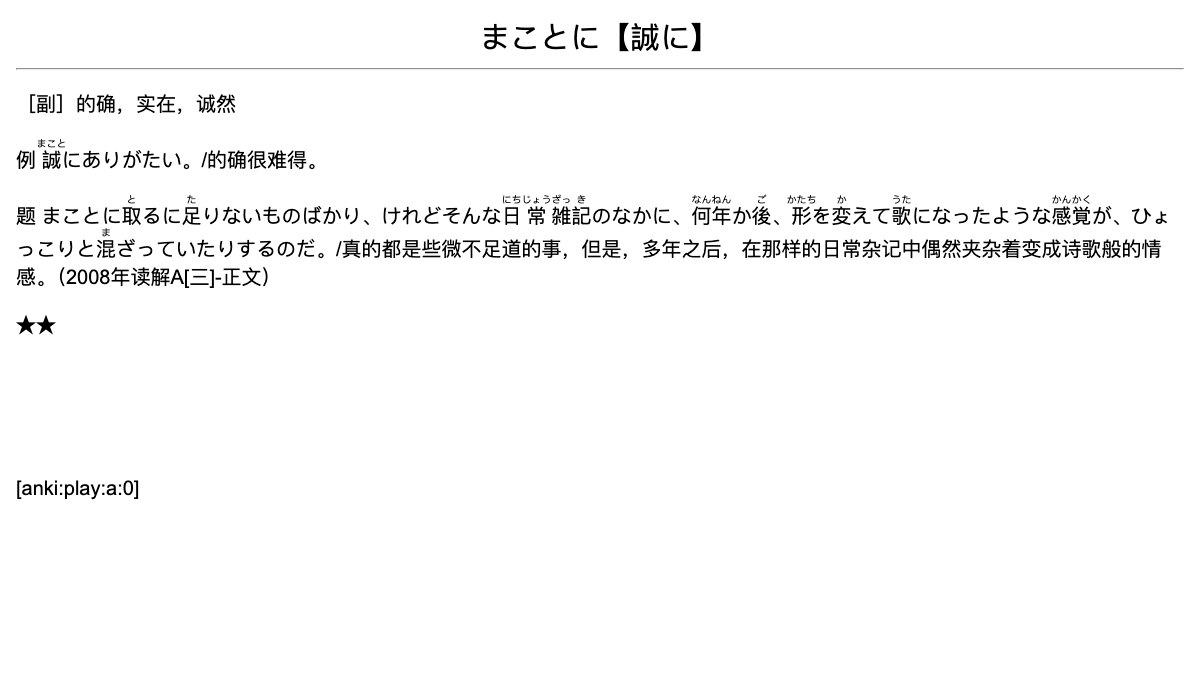 まことに【誠に】
［副］的确，实在，诚然
まこと
例 誠にありがたい。/的确很难得。
と た にちじょうざっ き なんねん ご かたち か うた かんかく
题 まことに取るに足りないものばかり、けれどそんな日常雑記のなかに、何年か後、形を変えて歌になったような感覚が、ひょ
ま
っこりと混ざっていたりするのだ。/真的都是些微不足道的事，但是，多年之后，在那样的日常杂记中偶然夹杂着变成诗歌般的情
感。（2008年读解A[三]-正文）
★★
[anki:play:a:0]